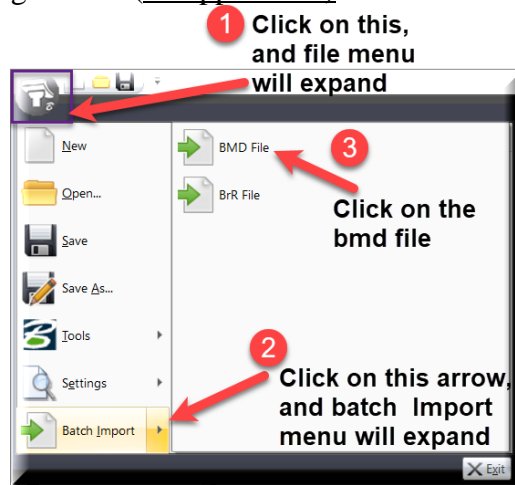 1 Click on this,
and file menu
will expand
New
Open...
Save
Save As...
Tools
Settings
Batch Import
BMD File
BrR File
3
Click on the
bmd file
2
Click on this arrow,
and batch Import
menu will expand
Exit